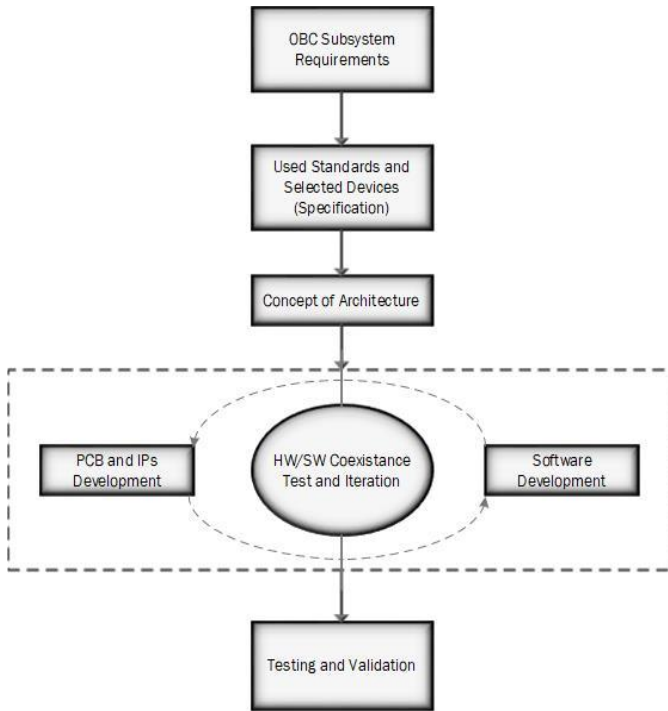 OBC Subsystem
Requirements
Used Standards and
Selected Devices
(Specification)
Concept of Architecture
PCB and IPs
Development
HW/SW Coexistance
Test and Iteration
Software
Development
Testing and Validation